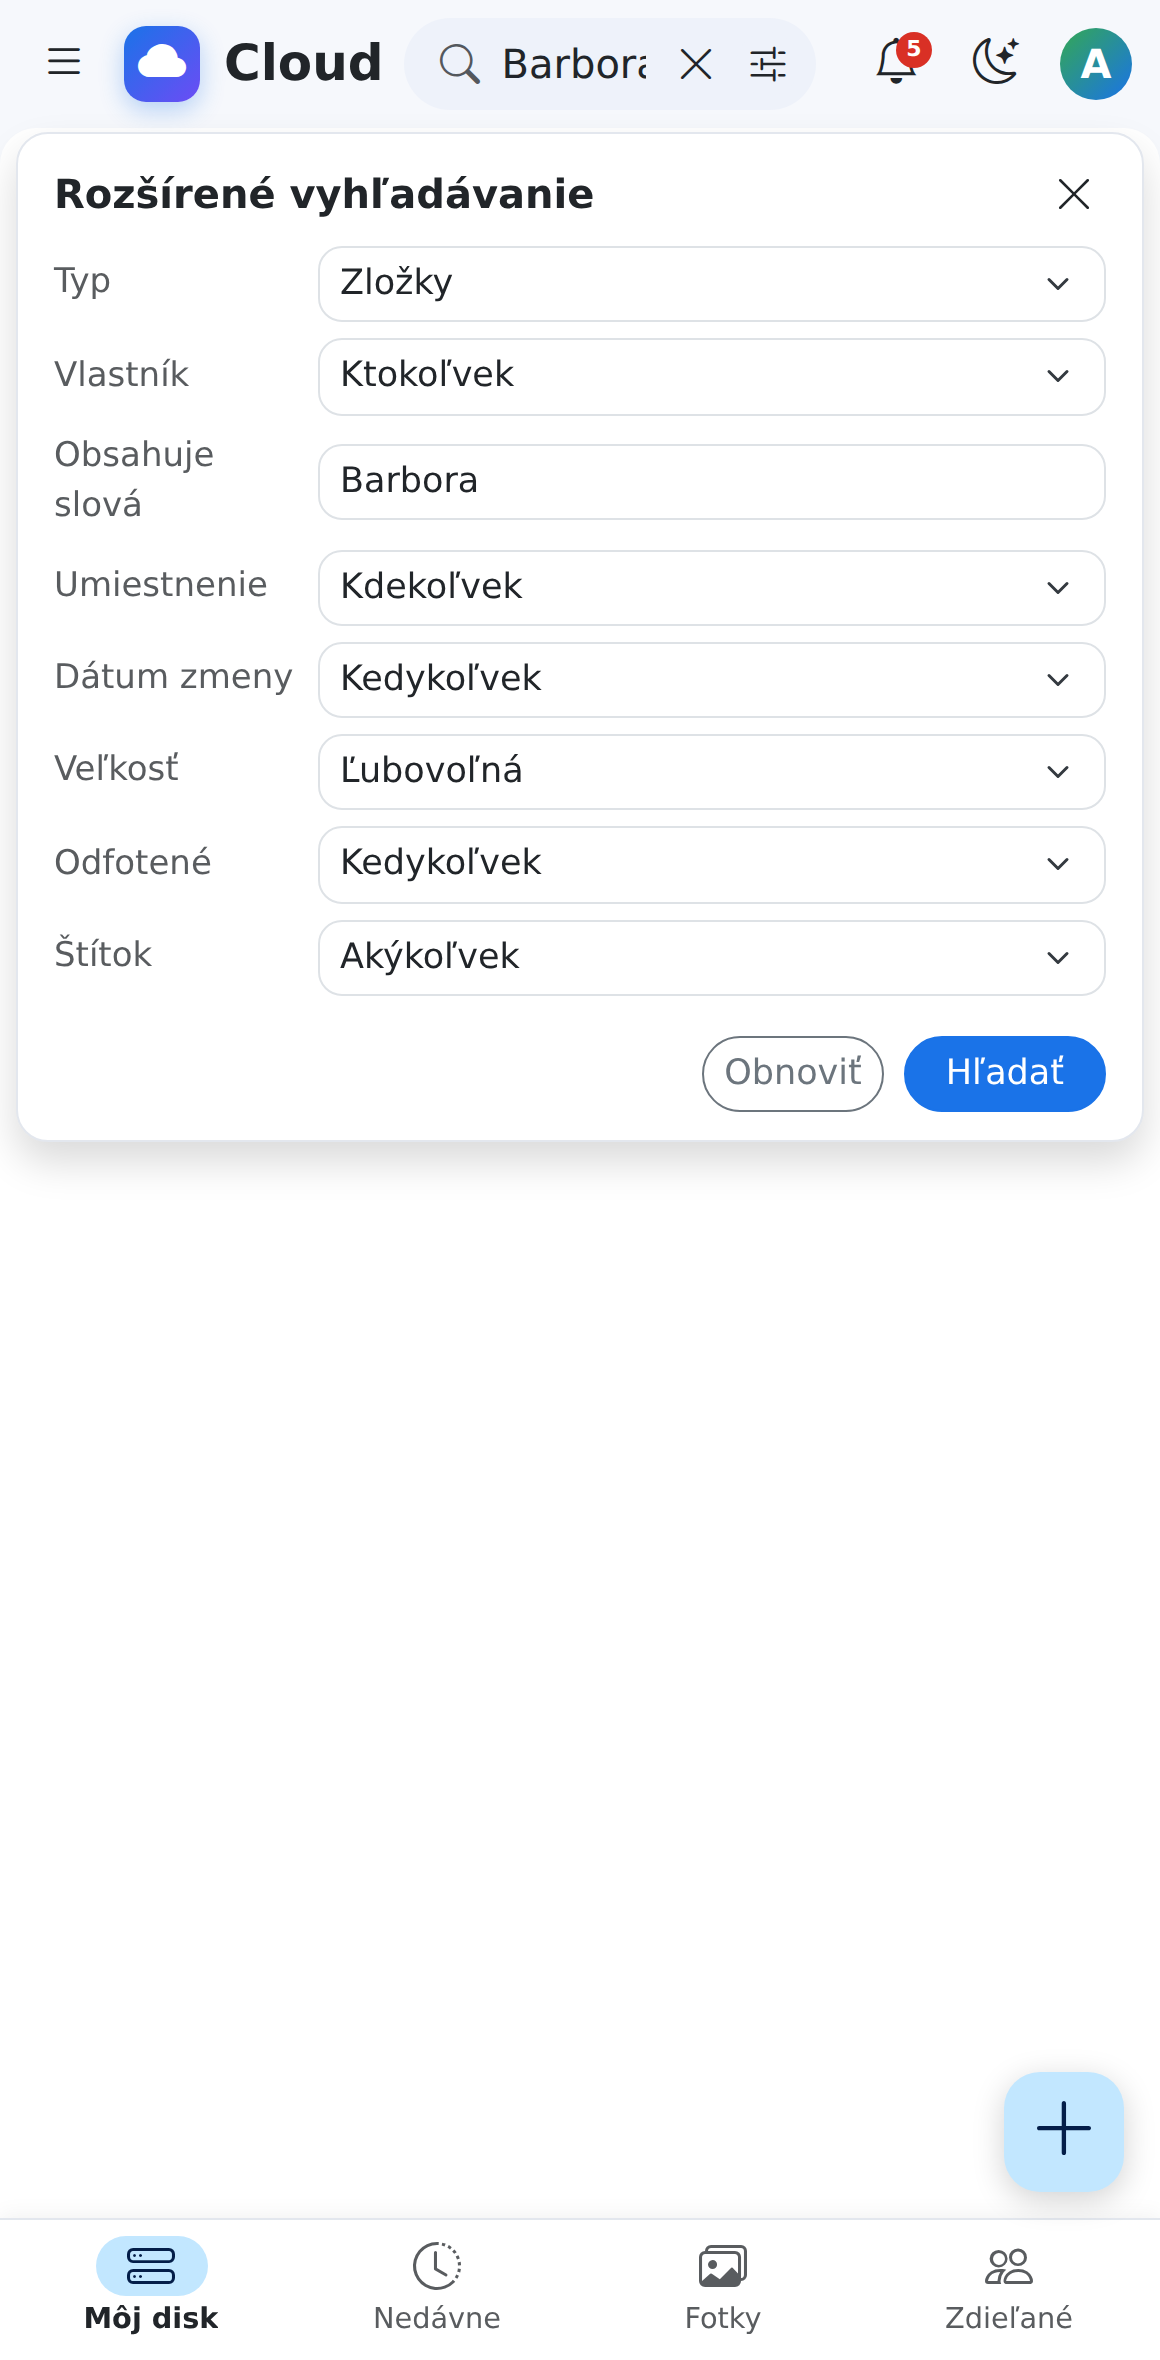 Cloud
Barbora
5
A
Rozšírené vyhľadávanie
Typ
Zložky
Vlastník
Ktokoľvek
Obsahuje
slová
Barbora
Umiestnenie
Kdekoľvek
Dátum zmeny
Kedykoľvek
Veľkosť
Ľubovoľná
Odfotené
Kedykoľvek
Štítok
Akýkoľvek
Obnoviť
Hľadať
Môj disk
Nedávne
Fotky
Zdieľané